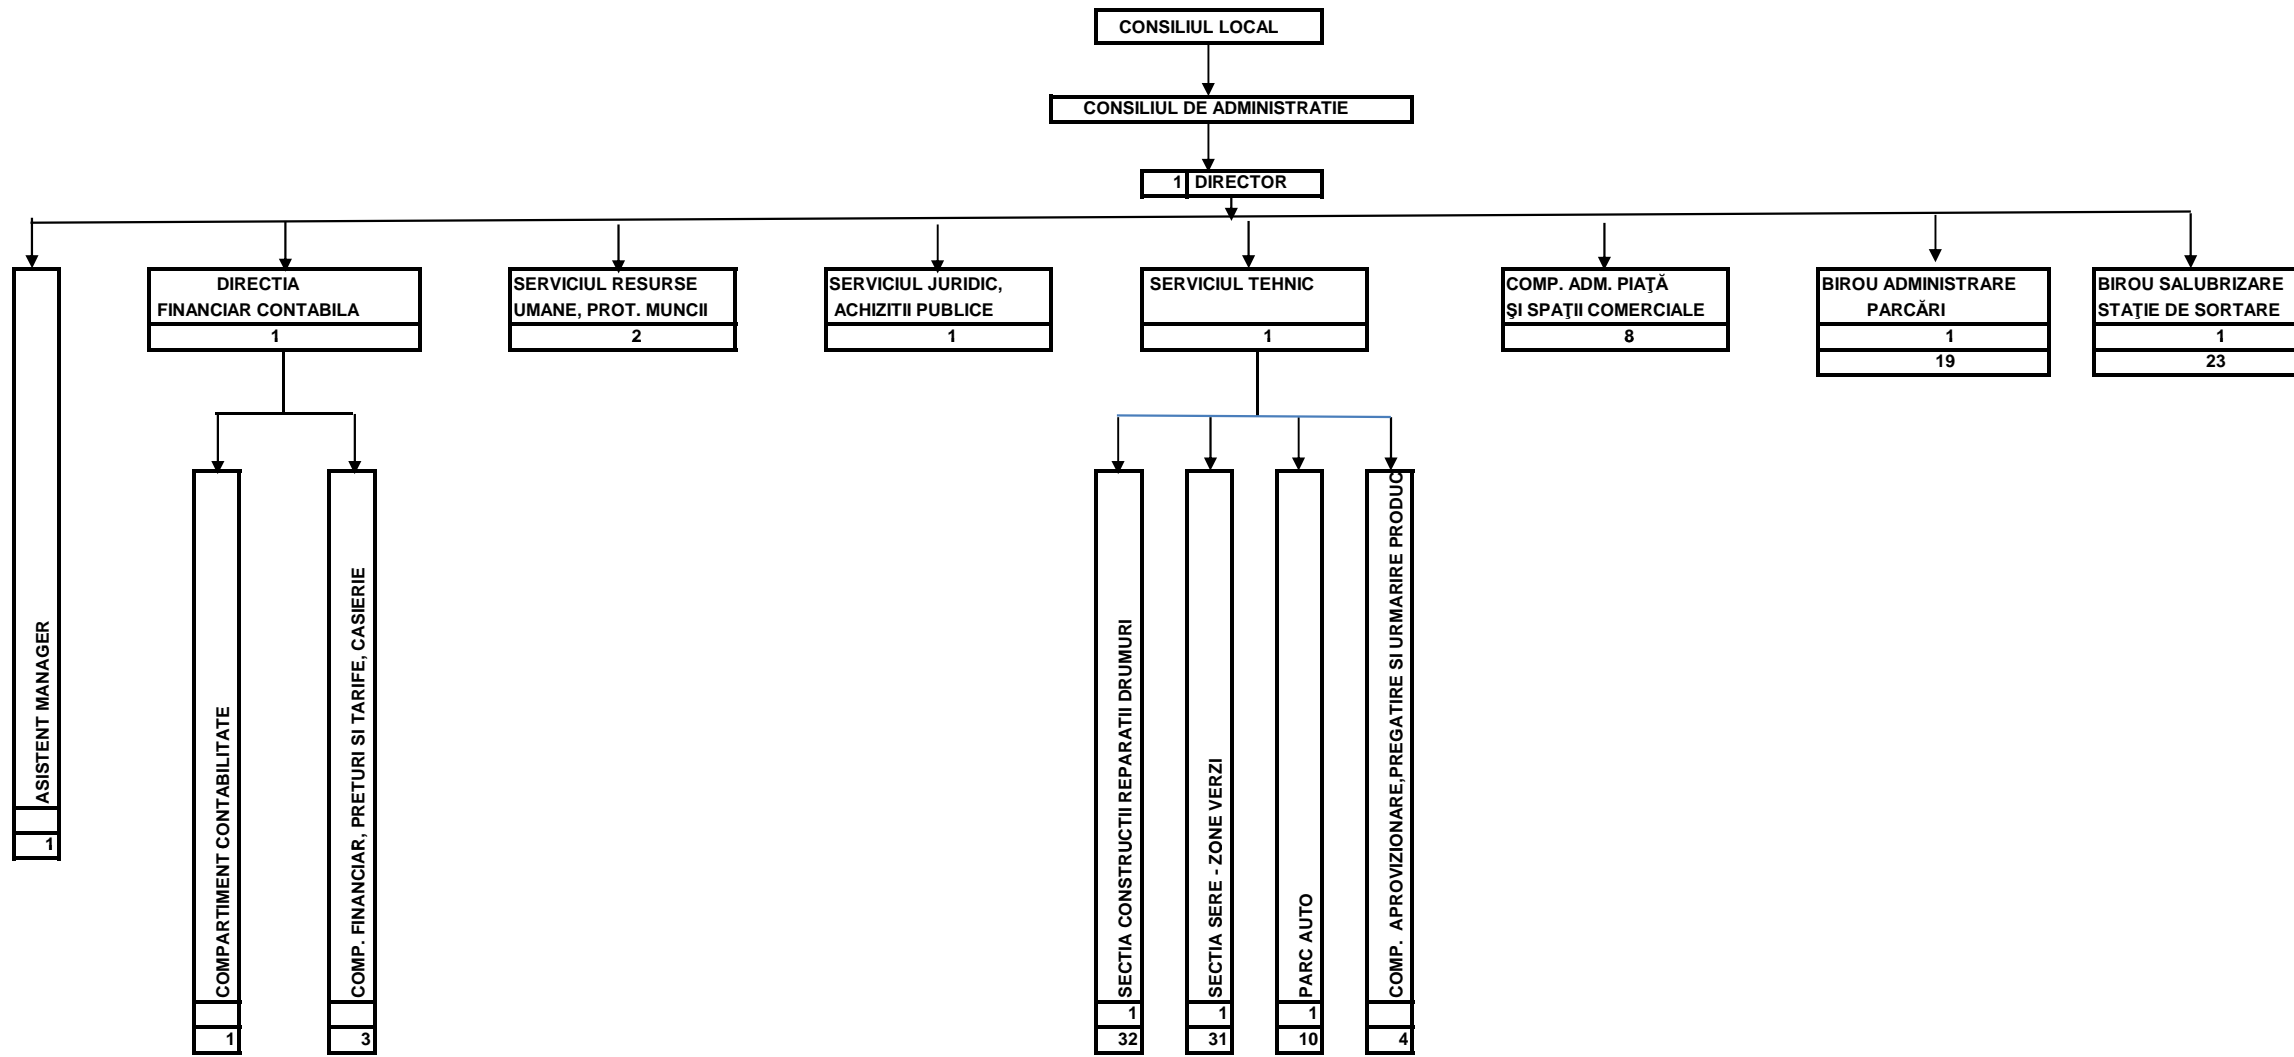 CONSILIUL LOCAL
CONSILIUL DE ADMINISTRATIE
1 DIRECTOR
DIRECTIA
FINANCIAR CONTABILA
1
SERVICIUL RESURSE
UMANE, PROT. MUNCII
2
SERVICIUL JURIDIC,
ACHIZITII PUBLICE
1
SERVICIUL TEHNIC
1
COMP. ADM. PIAŢĂ
ŞI SPAŢII COMERCIALE
8
BIROU ADMINISTRARE
PARCĂRI
1
19
BIROU SALUBRIZARE
STAŢIE DE SORTARE
1
23
ASISTENT MANAGER
1
COMPARTIMENT CONTABILITATE
1
COMP. FINANCIAR, PRETURI SI TARIFE, CASIERIE
3
SECTIA CONSTRUCTII REPARATII DRUMURI
1
32
SECTIA SERE - ZONE VERZI
1
31
PARC AUTO
1
10
COMP. APROVIZIONARE,PREGATIRE SI URMARIRE PRODUC
4